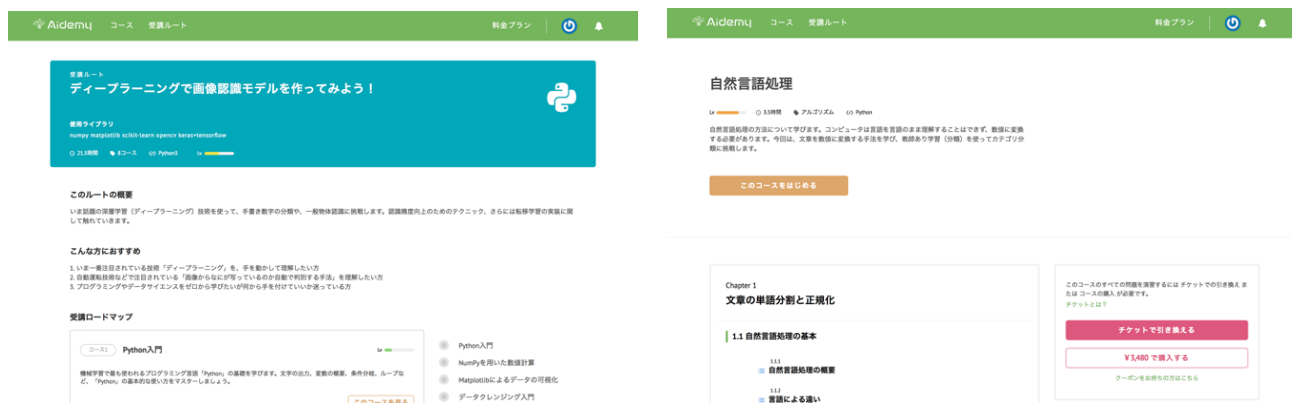 Aidemy コース 受講ルート 料金プラン
受講ルート
ディープラーニングで画像認識モデルを作ってみよう！
使用ライブラリ
numpy matplotlib scikit-learn opencv keras+tensorflow
21.5時間 8コース Python3 Lv
このルートの概要
いま話題の深層学習（ディープラーニング）技術を使って、手書き数字の分類や、一般物体認識に挑戦します。認識精度向上のためのテクニック、さらには転移学習の実装に関
して触れていきます。
こんな方におすすめ
1. いま一番注目されている技術「ディープラーニング」を、手を動かして理解したい方
2. 自動運転技術などで注目されている「画像からなにが写っているのか自動で判別する手法」を理解したい方
3. プログラミングやデータサイエンスをゼロから学びたいが何から手を付けていいか迷っている方
受講ロードマップ
コース1 Python入門 Lv
機械学習で最も使われるプログラミング言語「Python」の基礎を学びます。文字の出力、変数の概要、条件分岐、ループな
ど、「Python」の基本的な使い方をマスターしましょう。
このコースを見る
Python入門
NumPyを用いた数値計算
Matplotlibによるデータの可視化
データクレンジング入門
Aidemy コース 受講ルート 料金プラン
自然言語処理
Lv 3.5時間 アルゴリズム Python
自然言語処理の方法について学びます。コンピュータは言語を言語のまま理解することはできず、数値に変換
する必要があります。今回は、文章を数値に変換する手法を学び、教師あり学習（分類）を使ってカテゴリ分
類に挑戦します。
このコースをはじめる
Chapter 1
文章の単語分割と正規化
1.1 自然言語処理の基本
1.1.1
自然言語処理の概要
1.1.2
言語による違い
このコースのすべての問題を演習するには チケットでの引き換え ま
たは コースの購入 が必要です。
チケットとは？
チケットで引き換える
¥3,480 で購入する
クーポンをお持ちの方はこちら